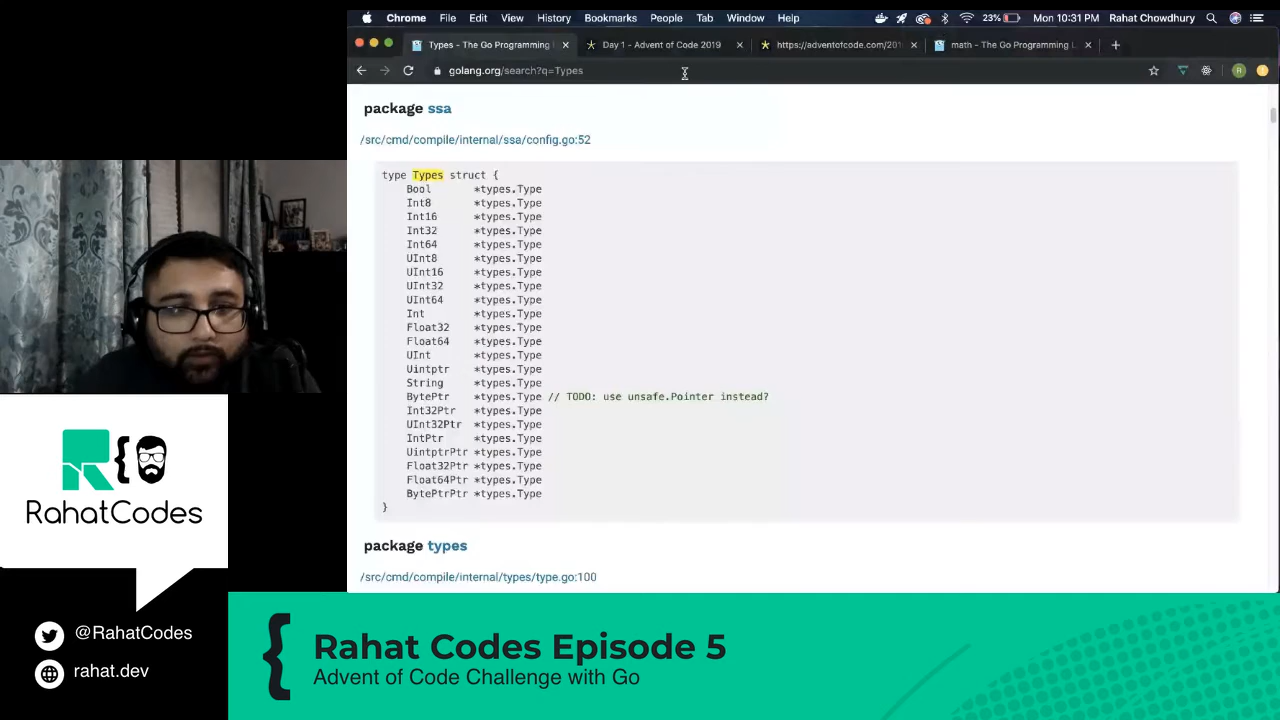 Chrome File Edit View History Bookmarks People Tab Window Help 23% Mon 10:31 PM Rahat Chowdhury
Types - The Go Programming Day 1 - Advent of Code 2019 https://adventofcode.com/201 math - The Go Programming L
golang.org/search?q=Types
package ssa
/src/cmd/compile/internal/ssa/config.go:52
type Types struct {
Bool *types.Type
Int8 *types.Type
Int16 *types.Type
Int32 *types.Type
Int64 *types.Type
UInt8 *types.Type
UInt16 *types.Type
UInt32 *types.Type
UInt64 *types.Type
Int *types.Type
Float32 *types.Type
Float64 *types.Type
UInt *types.Type
Uintptr *types.Type
String *types.Type
BytePtr *types.Type // TODO: use unsafe.Pointer instead?
Int32Ptr *types.Type
UInt32Ptr *types.Type
IntPtr *types.Type
UintptrPtr *types.Type
Float32Ptr *types.Type
Float64Ptr *types.Type
BytePtrPtr *types.Type
}
package types
/src/cmd/compile/internal/types/type.go:100
R{
RahatCodes
@RahatCodes
rahat.dev
{
Rahat Codes Episode 5
Advent of Code Challenge with Go